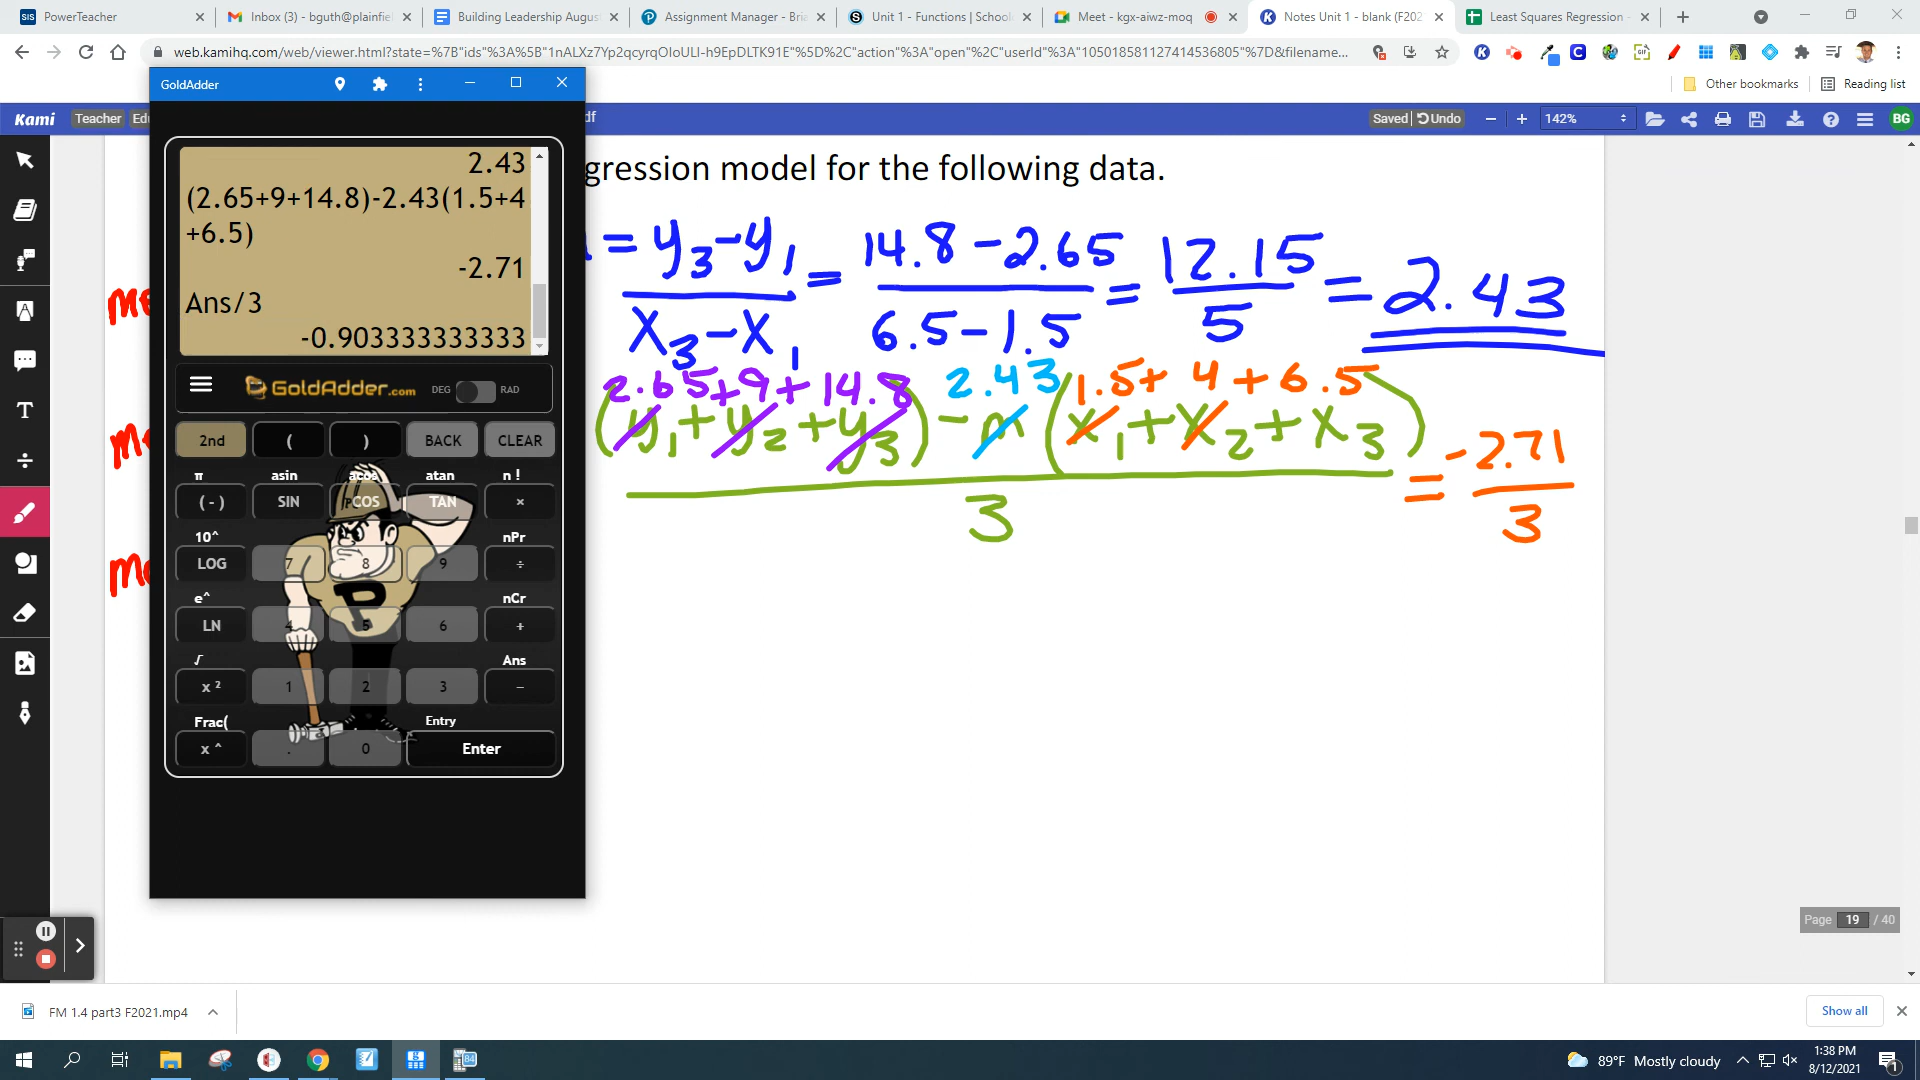 PowerTeacher
Inbox (3) - bguth@plainfie
Building Leadership Augus
Assignment Manager - Bria
Unit 1 - Functions | School
Meet - kgx-aiwz-moq
Notes Unit 1 - blank (F202
Least Squares Regression -
web.kamihq.com/web/viewer.html?state=%7B"ids"%3A%5B"1nALXz7Yp2qcyrqOIoULI-h9EpDLTK91E"%5D%2C"action"%3A"open"%2C"userId"%3A"105018581127414536805"%7D&filename...
Other bookmarks
Reading list
GoldAdder
Kami
Teacher
Edu
df
Saved
Undo
142%
BG
gression model for the following data.
2.43
(2.65+9+14.8)-2.43(1.5+4
+6.5)
-2.71
Ans/3
-0.903333333333
= y3-y1 / x3-x1 = 14.8-2.65 / 6.5-1.5 = 12.15 / 5 = 2.43
2.65+9+14.8 2.43 1.5+ 4+6.5
(y1+y2+y3) - m (x1+x2+x3) / 3 = -2.71 / 3
GoldAdder.com
DEG RAD
2nd ( ) BACK CLEAR
π asin acos atan n !
( - ) SIN COS TAN ×
10^ nPr
LOG 7 8 9 ÷
e^ nCr
LN 4 5 6 +
√ Ans
x ² 1 2 3 −
Frac( Entry
x ^ . 0 Enter
P
Page 19 / 40
FM 1.4 part3 F2021.mp4
Show all
89°F Mostly cloudy
1:38 PM
8/12/2021